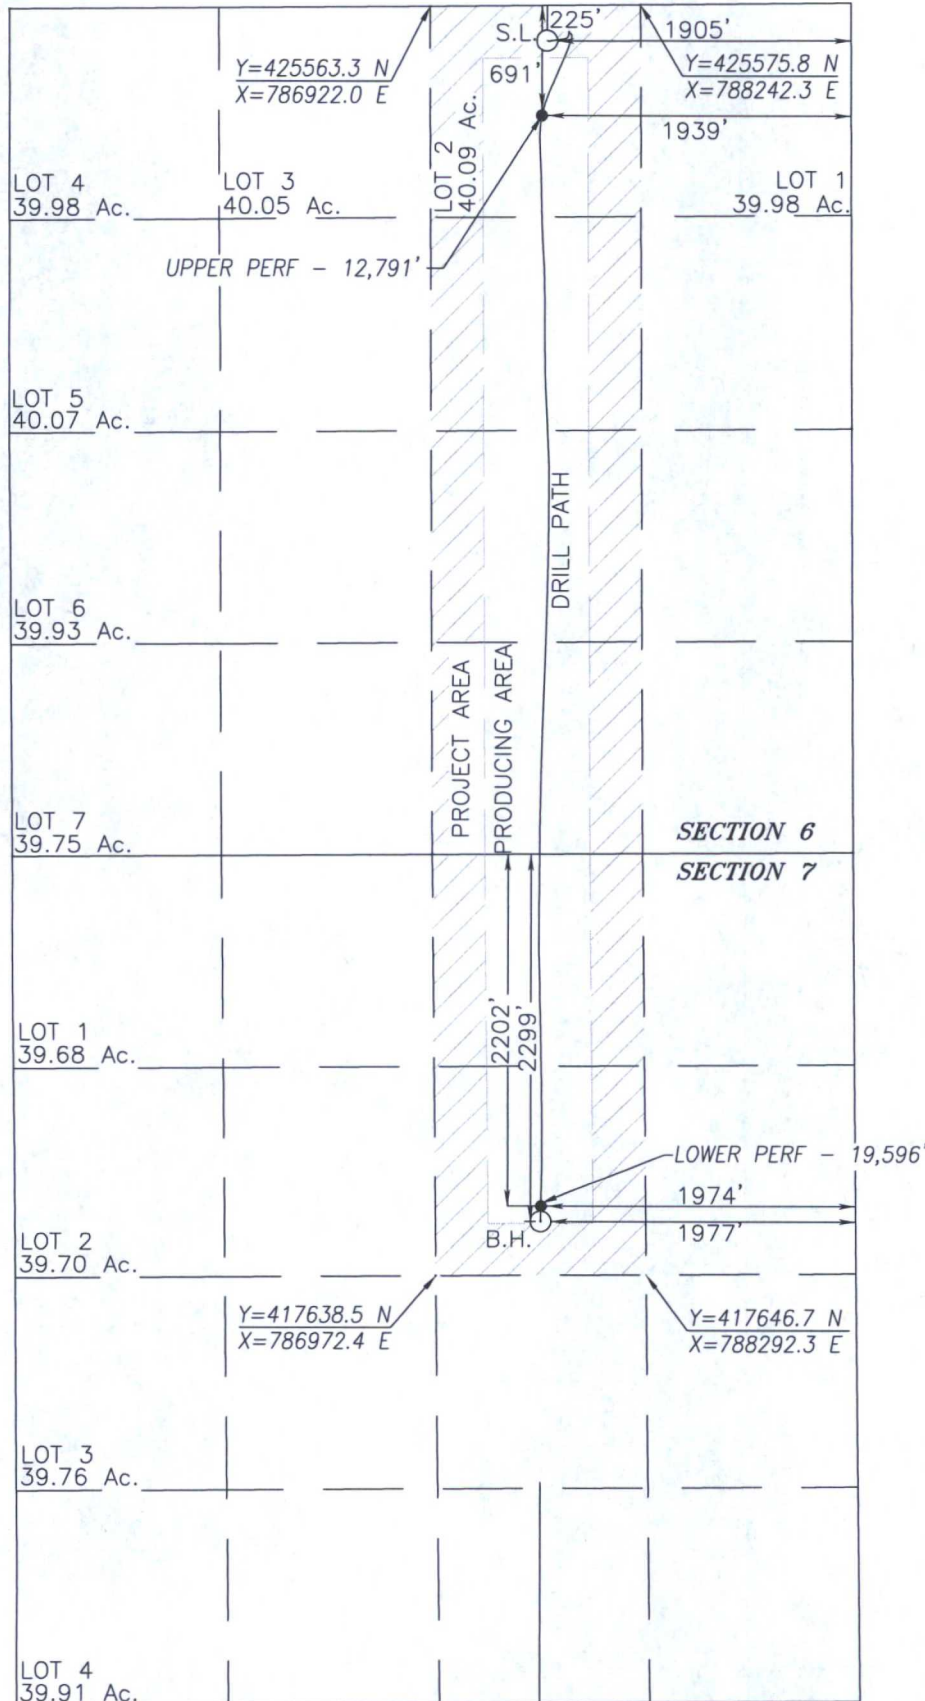 225'
S.L.
1905'
Y=425563.3 N
X=786922.0 E
691'
Y=425575.8 N
X=788242.3 E
1939'
LOT 4
39.98 Ac.
LOT 3
40.05 Ac.
LOT 2
40.09 Ac.
LOT 1
39.98 Ac.
UPPER PERF - 12,791'
LOT 5
40.07 Ac.
DRILL PATH
LOT 6
39.93 Ac.
PROJECT AREA
PRODUCING AREA
LOT 7
39.75 Ac.
SECTION 6
SECTION 7
2202'
2299'
LOT 1
39.68 Ac.
LOWER PERF - 19,596'
1974'
B.H.
1977'
LOT 2
39.70 Ac.
Y=417638.5 N
X=786972.4 E
Y=417646.7 N
X=788292.3 E
LOT 3
39.76 Ac.
LOT 4
39.91 Ac.